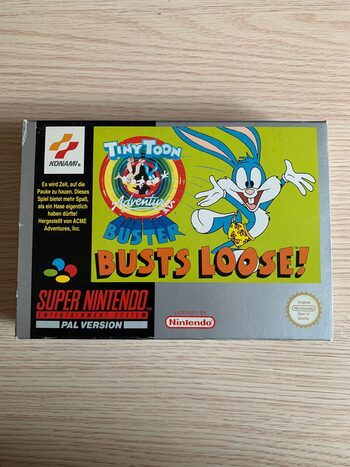 KONAMI®
Es wird Zeit, auf die
Pauke zu hauen. Dieses
Spiel bietet mehr Spaß,
als ein Hase eigentlich
haben dürfte!
Hergestellt von ACME
Adventures, Inc.
TINY TOON
Adventures
BUSTER
BUSTS LOOSE!
SUPER NINTENDO
ENTERTAINMENT SYSTEM
PAL VERSION
LICENSED BY
Nintendo
Original
Nintendo
Seal of
Quality